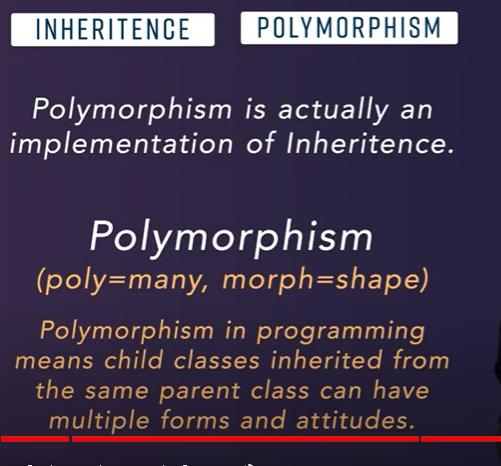 INHERITENCE
POLYMORPHISM
Polymorphism is actually an
implementation of Inheritence.
Polymorphism
(poly=many, morph=shape)
Polymorphism in programming
means child classes inherited from
the same parent class can have
multiple forms and attitudes.